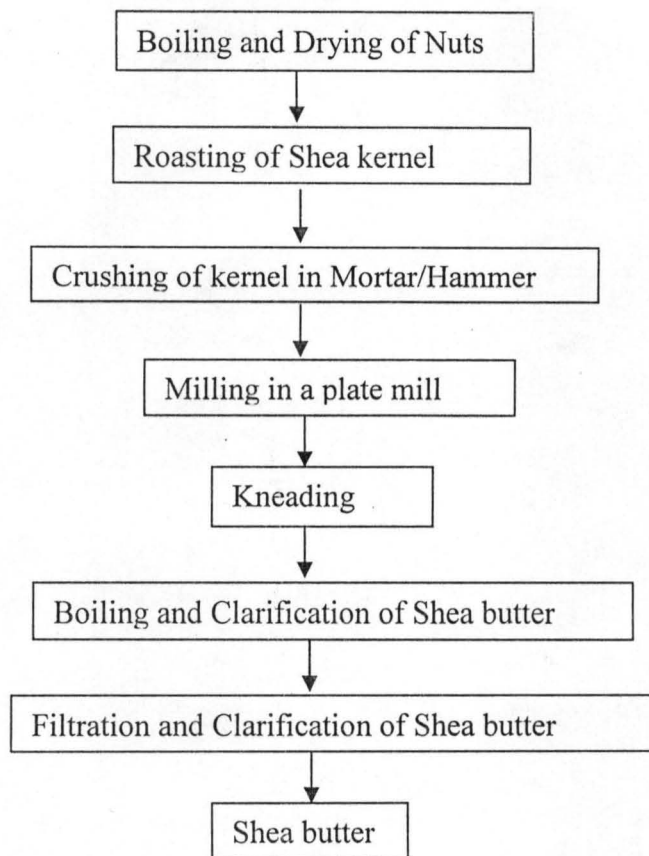 Boiling and Drying of Nuts
Roasting of Shea kernel
Crushing of kernel in Mortar/Hammer
Milling in a plate mill
Kneading
Boiling and Clarification of Shea butter
Filtration and Clarification of Shea butter
Shea butter